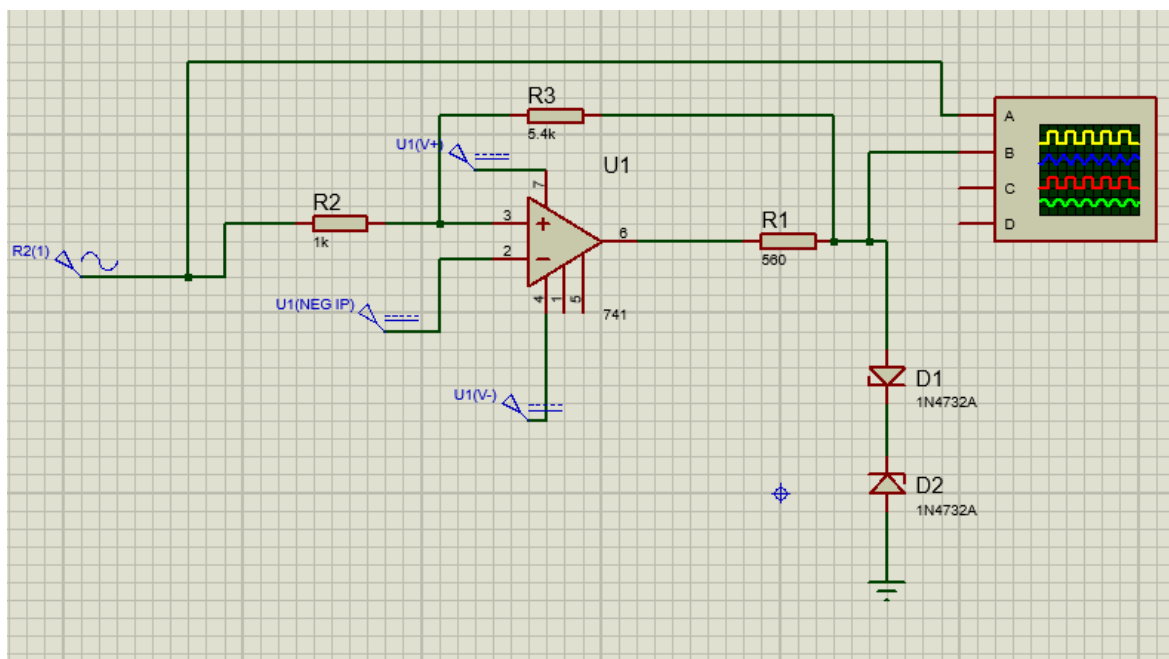 R3
5.4k
U1(V+)
7
U1
A
B
C
D
R2
1k
3
2
6
R1
560
R2(1)
U1(NEG IP)
4
1
5
741
U1(V-)
D1
1N4732A
D2
1N4732A